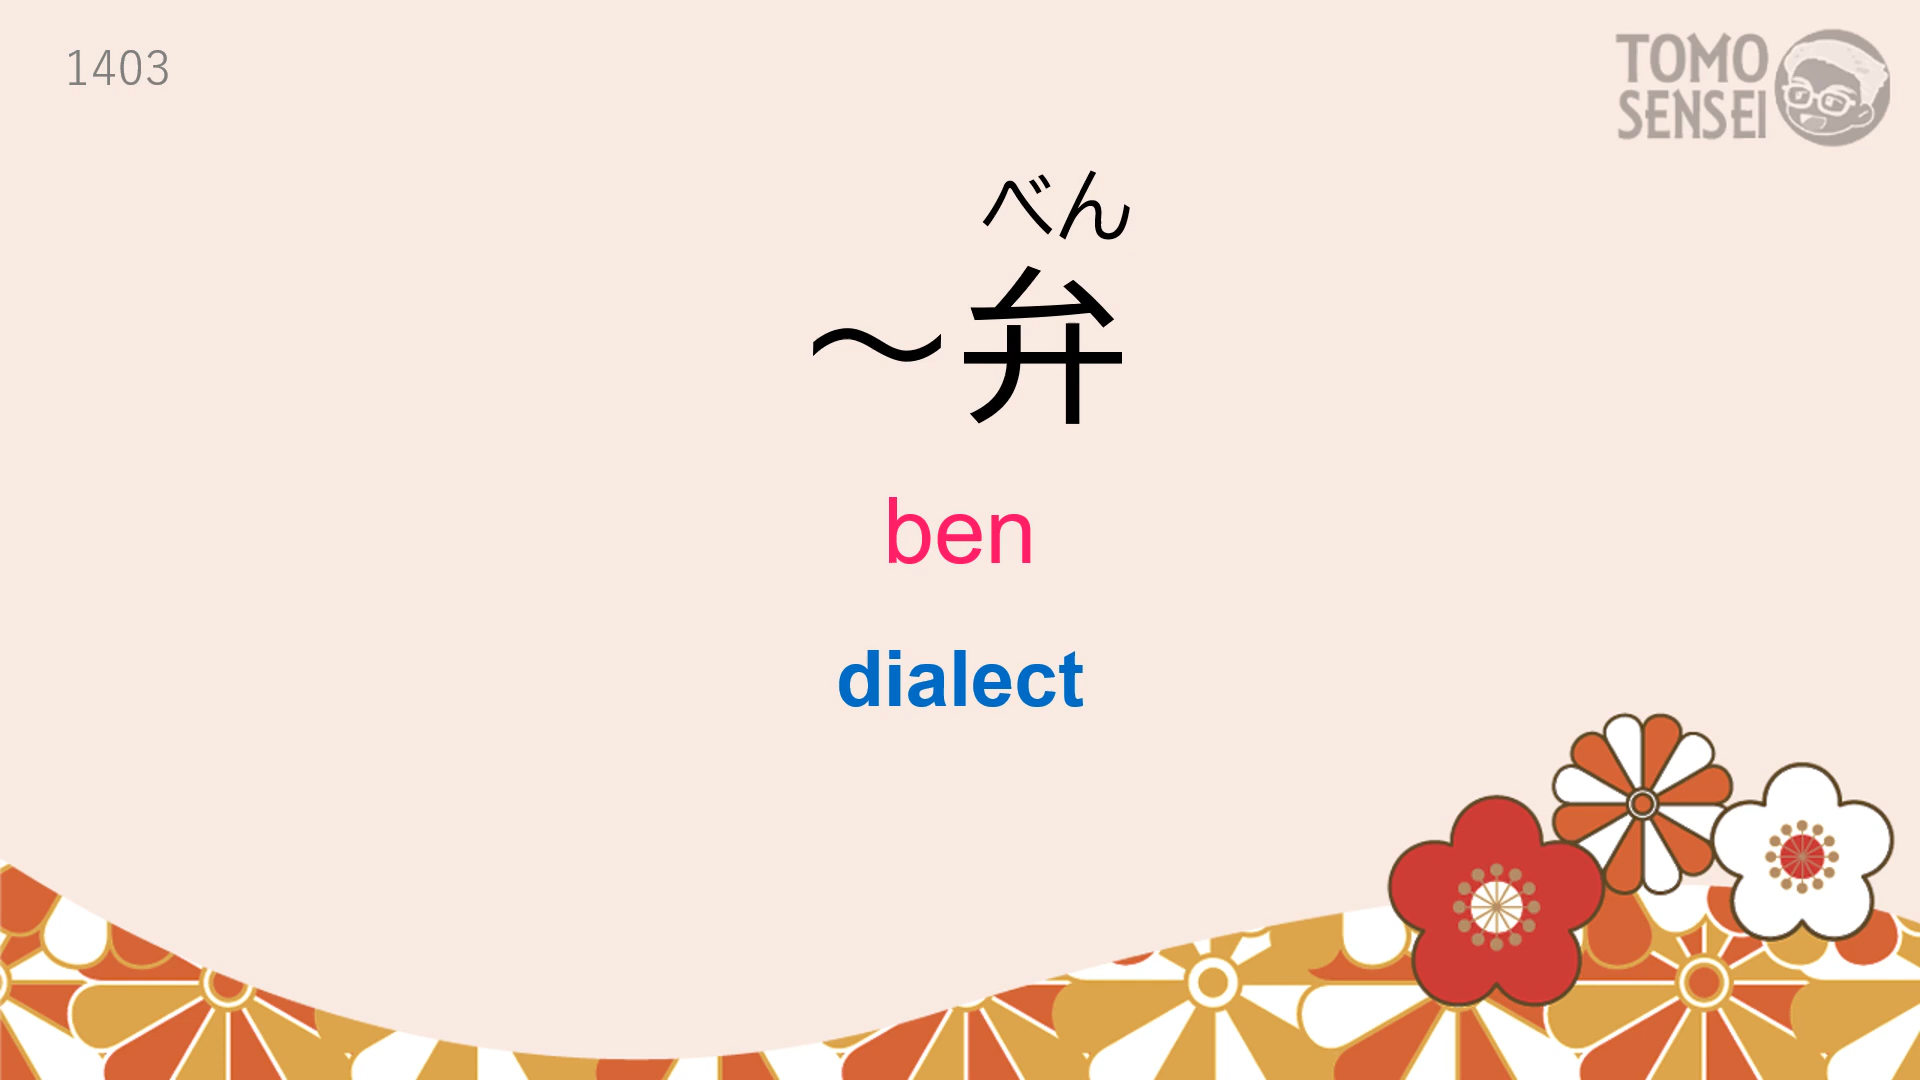 1403
TOMO
SENSEI
べん
～弁
ben
dialect